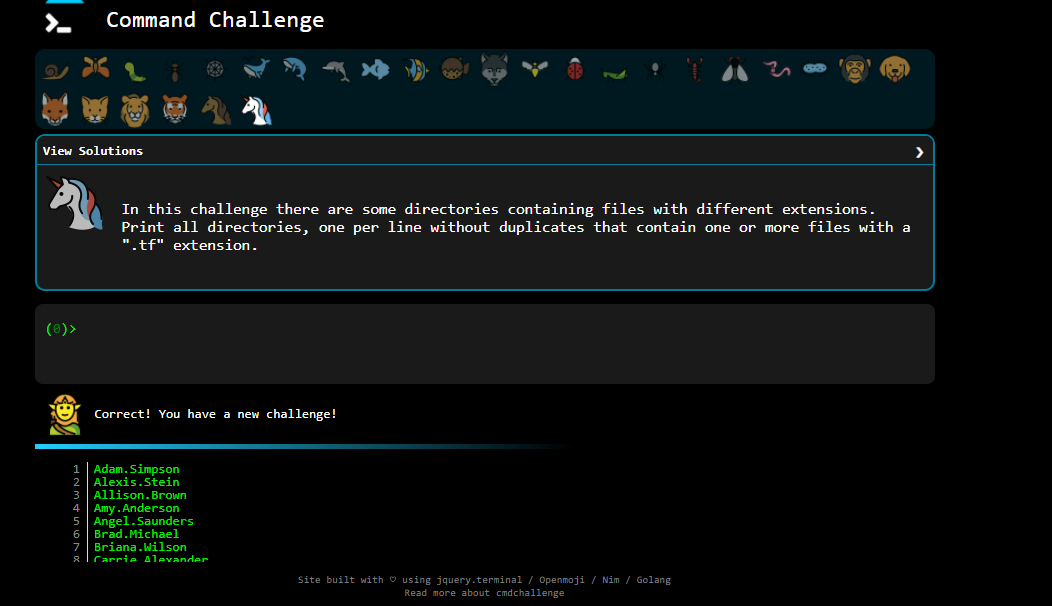 Command Challenge
View Solutions
In this challenge there are some directories containing files with different extensions.
Print all directories, one per line without duplicates that contain one or more files with a
".tf" extension.
(0)>
Correct! You have a new challenge!
1 Adam.Simpson
2 Alexis.Stein
3 Allison.Brown
4 Amy.Anderson
5 Angel.Saunders
6 Brad.Michael
7 Briana.Wilson
8 Carrie.Alexander
Site built with ♡ using jquery.terminal / Openmoji / Nim / Golang
Read more about cmdchallenge